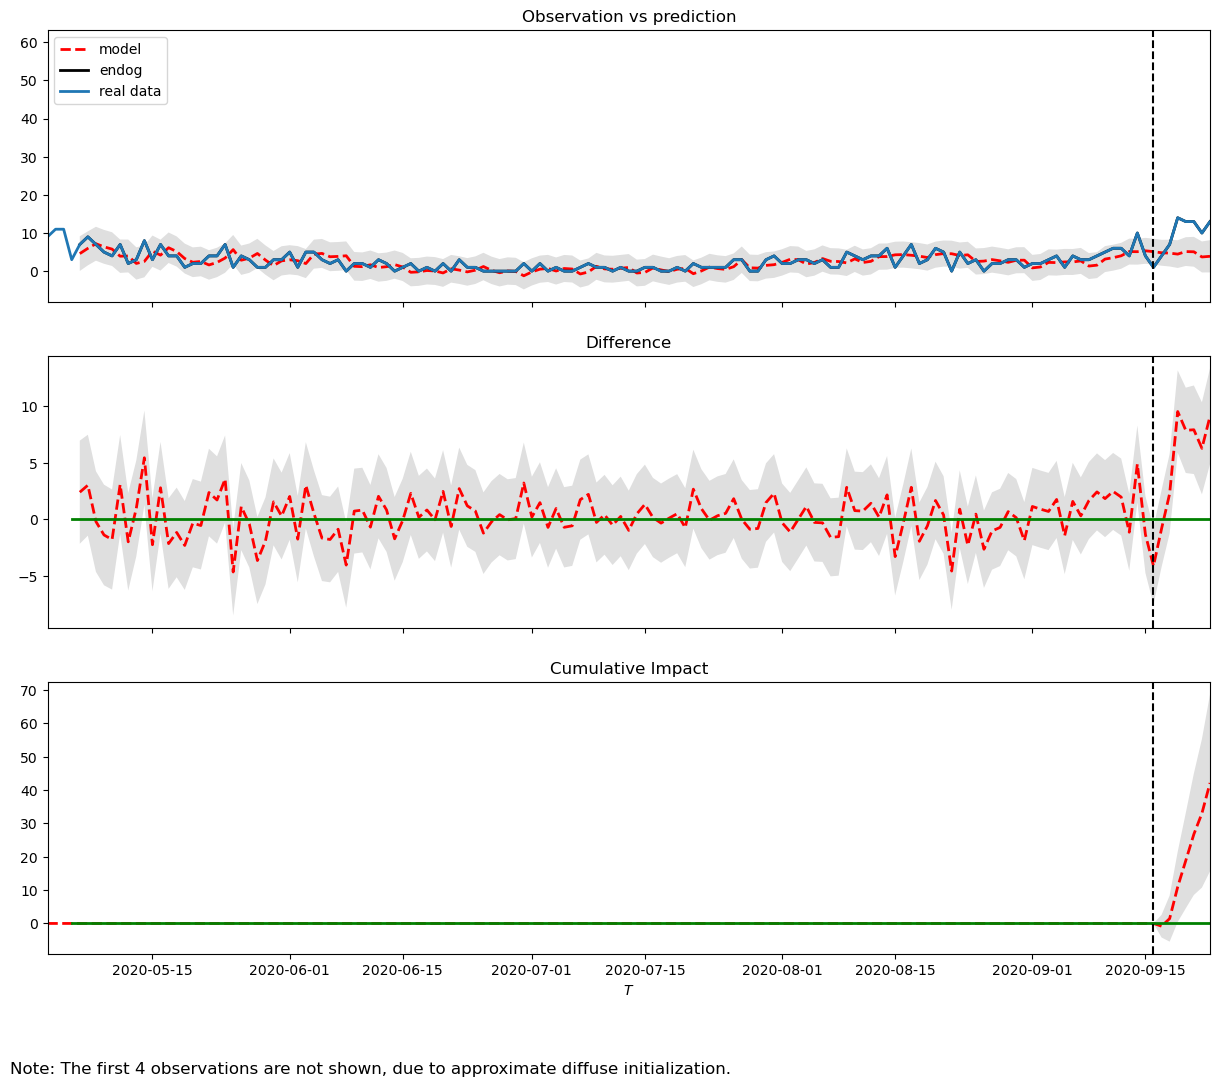 Observation vs prediction
60
50
40
30
20
10
0
model
endog
real data
Difference
10
5
0
−5
Cumulative Impact
70
60
50
40
30
20
10
0
2020-05-15 2020-06-01 2020-06-15 2020-07-01 2020-07-15 2020-08-01 2020-08-15 2020-09-01 2020-09-15
T
Note: The first 4 observations are not shown, due to approximate diffuse initialization.